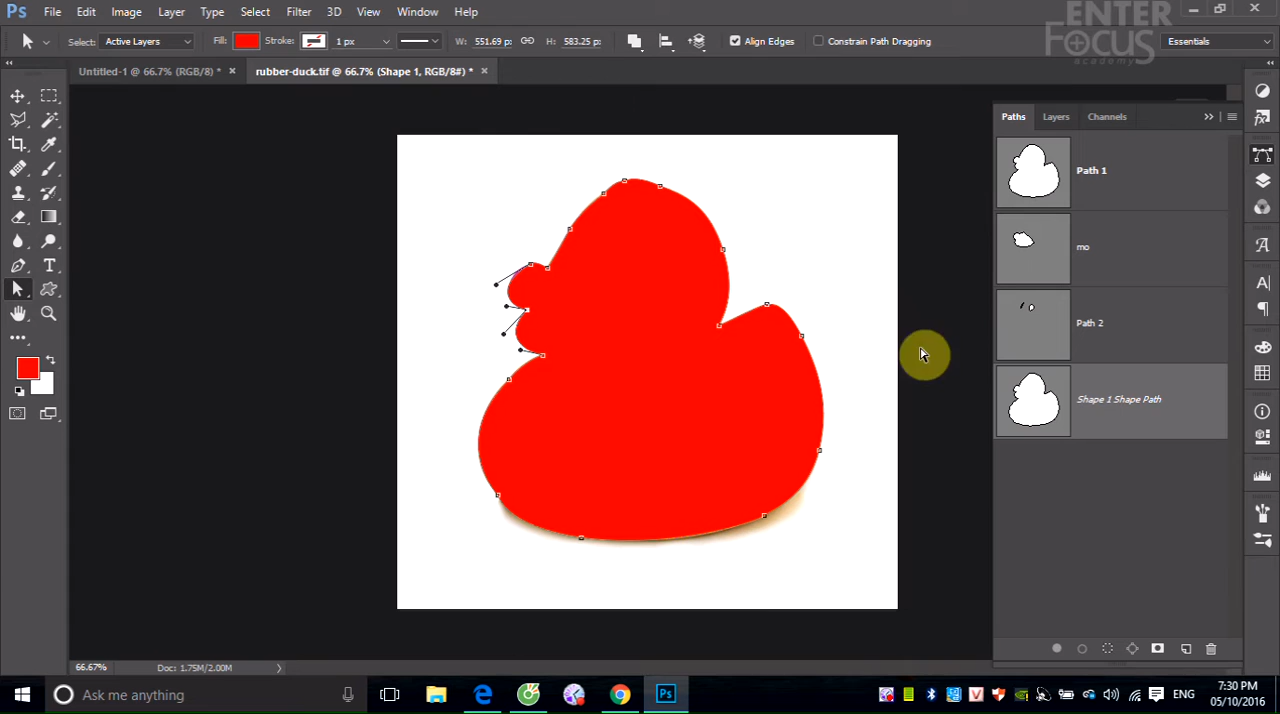 Ps File Edit Image Layer Type Select Filter 3D View Window Help
ENTER
FOCUS
academy
Select: Active Layers Fill: Stroke: 1 px W: 551.69 px H: 583.25 px Align Edges Constrain Path Dragging Essentials
Untitled-1 @ 66.7% (RGB/8) * × rubber-duck.tif @ 66.7% (Shape 1, RGB/8#) * ×
Paths Layers Channels
Path 1
mo
Path 2
Shape 1 Shape Path
66.67% Doc: 1.75M/2.00M
Ask me anything
Ps
ENG
7:30 PM
05/10/2016